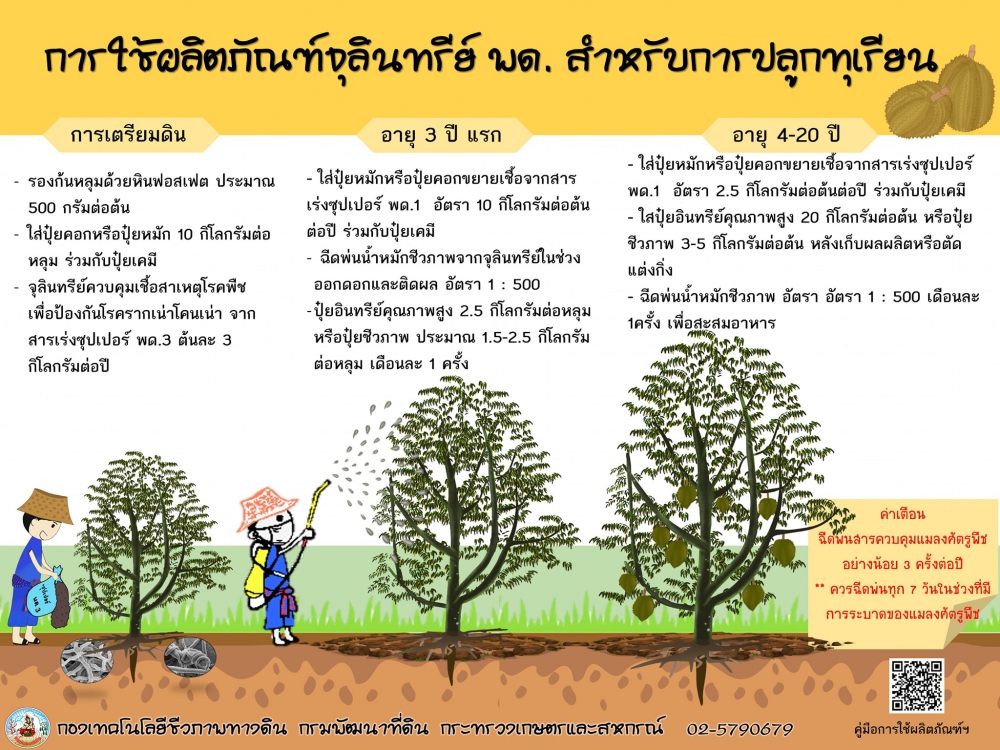 การใช้ผลิตภัณฑ์จุลินทรีย์ พด. สำหรับการปลูกทุเรียน
การเตรียมดิน
- รองก้นหลุมด้วยหินฟอสเฟต ประมาณ
500 กรัมต่อต้น
- ใส่ปุ๋ยคอกหรือปุ๋ยหมัก 10 กิโลกรัมต่อ
หลุม ร่วมกับปุ๋ยเคมี
- จุลินทรีย์ควบคุมเชื้อสาเหตุโรคพืช
เพื่อป้องกันโรครากเน่าโคนเน่า จาก
สารเร่งซุปเปอร์ พด.3 ต้นละ 3
กิโลกรัมต่อปี
อายุ 3 ปี แรก
- ใส่ปุ๋ยหมักหรือปุ๋ยคอกขยายเชื้อจากสาร
เร่งซุปเปอร์ พด.1 อัตรา 10 กิโลกรัมต่อต้น
ต่อปี ร่วมกับปุ๋ยเคมี
- ฉีดพ่นน้ำหมักชีวภาพจากจุลินทรีย์ในช่วง
ออกดอกและติดผล อัตรา 1 : 500
-ปุ๋ยอินทรีย์คุณภาพสูง 2.5 กิโลกรัมต่อหลุม
หรือปุ๋ยชีวภาพ ประมาณ 1.5-2.5 กิโลกรัม
ต่อหลุม เดือนละ 1 ครั้ง
อายุ 4-20 ปี
- ใส่ปุ๋ยหมักหรือปุ๋ยคอกขยายเชื้อจากสารเร่งซุปเปอร์
พด.1 อัตรา 2.5 กิโลกรัมต่อต้นต่อปี ร่วมกับปุ๋ยเคมี
- ใสปุ๋ยอินทรีย์คุณภาพสูง 20 กิโลกรัมต่อต้น หรือปุ๋ย
ชีวภาพ 3-5 กิโลกรัมต่อต้น หลังเก็บผลผลิตหรือตัด
แต่งกิ่ง
- ฉีดพ่นน้ำหมักชีวภาพ อัตรา อัตรา 1 : 500 เดือนละ
1ครั้ง เพื่อสะสมอาหาร
ค่าเตือน
ฉีดพ่นสารควบคุมแมลงศัตรูพืช
อย่างน้อย 3 ครั้งต่อปี
** ควรฉีดพ่นทุก 7 วันในช่วงที่มี
การระบาดของแมลงศัตรูพืช
พด 3
กองเทคโนโลยีชีวภาพทางดิน กรมพัฒนาที่ดิน กระทรวงเกษตรและสหกรณ์ 02-5790679
คู่มือการใช้ผลิตภัณฑ์ฯ